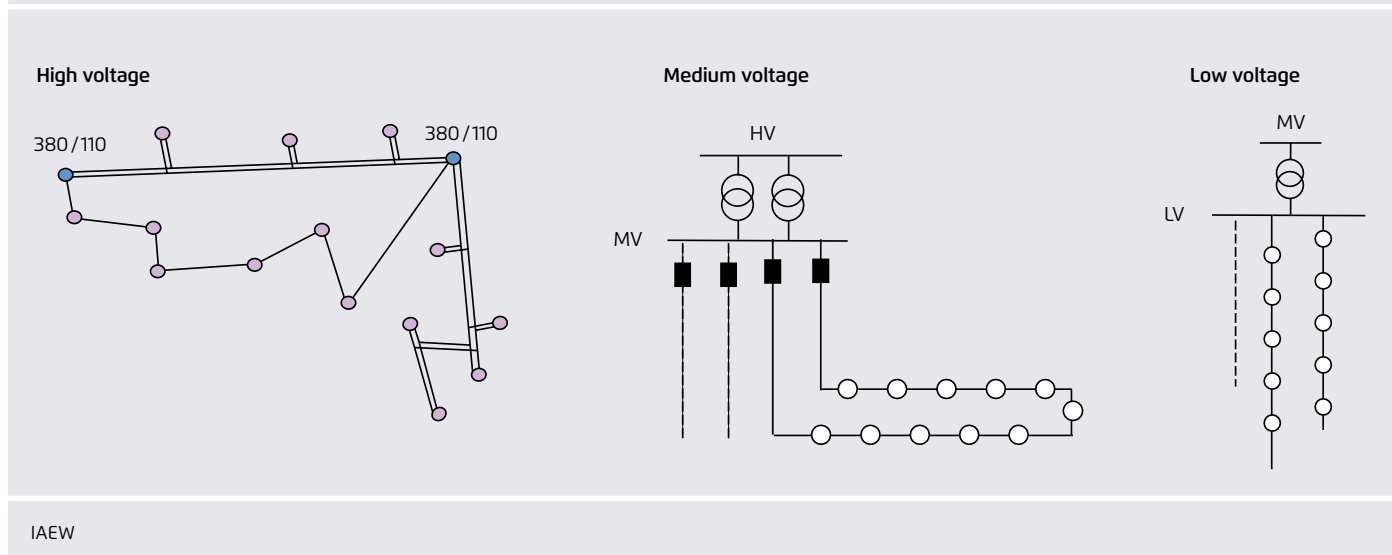 High voltage
380/110
380/110
Medium voltage
HV
MV
Low voltage
MV
LV
IAEW